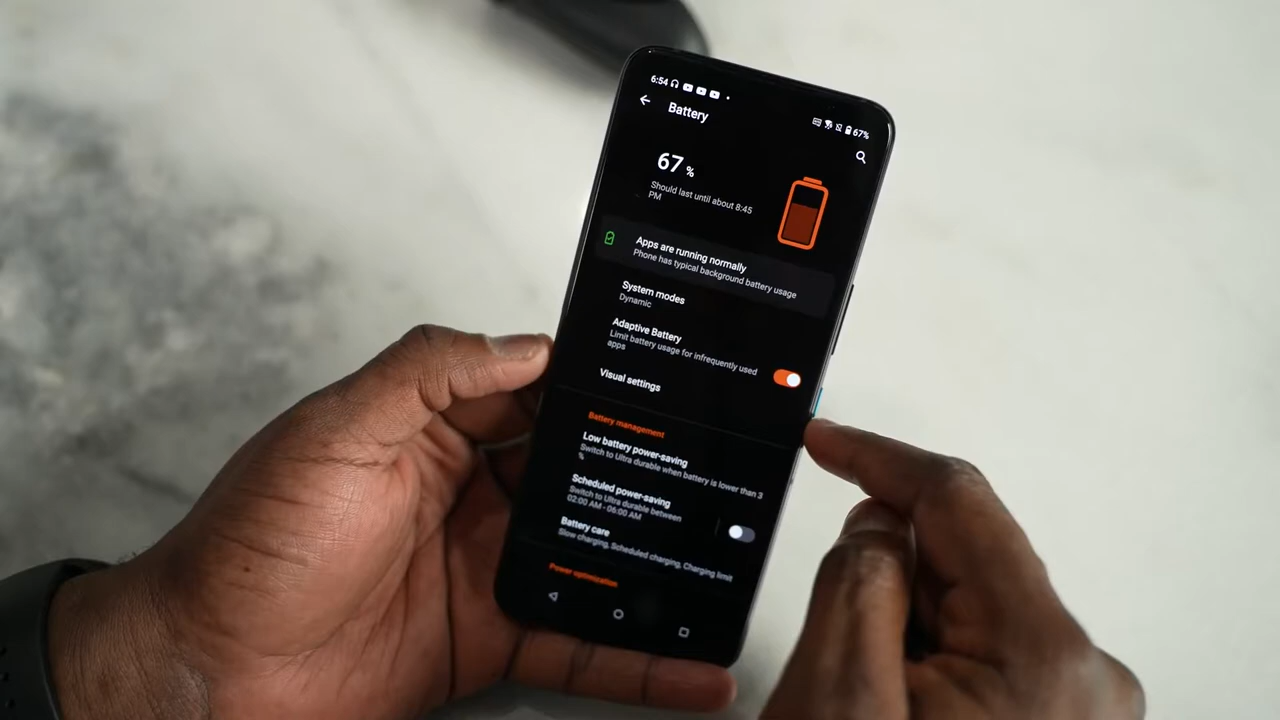 6:54
67%
Battery
67 %
Should last until about 8:45
PM
Apps are running normally
Phone has typical background battery usage
System modes
Dynamic
Adaptive Battery
Limit battery usage for infrequently used
apps
Visual settings
Battery management
Low battery power-saving
Switch to Ultra durable when battery is lower than 3
%
Scheduled power-saving
Switch to Ultra durable between
02:00 AM - 06:00 AM
Battery care
Slow charging, Scheduled charging, Charging limit
Power optimization